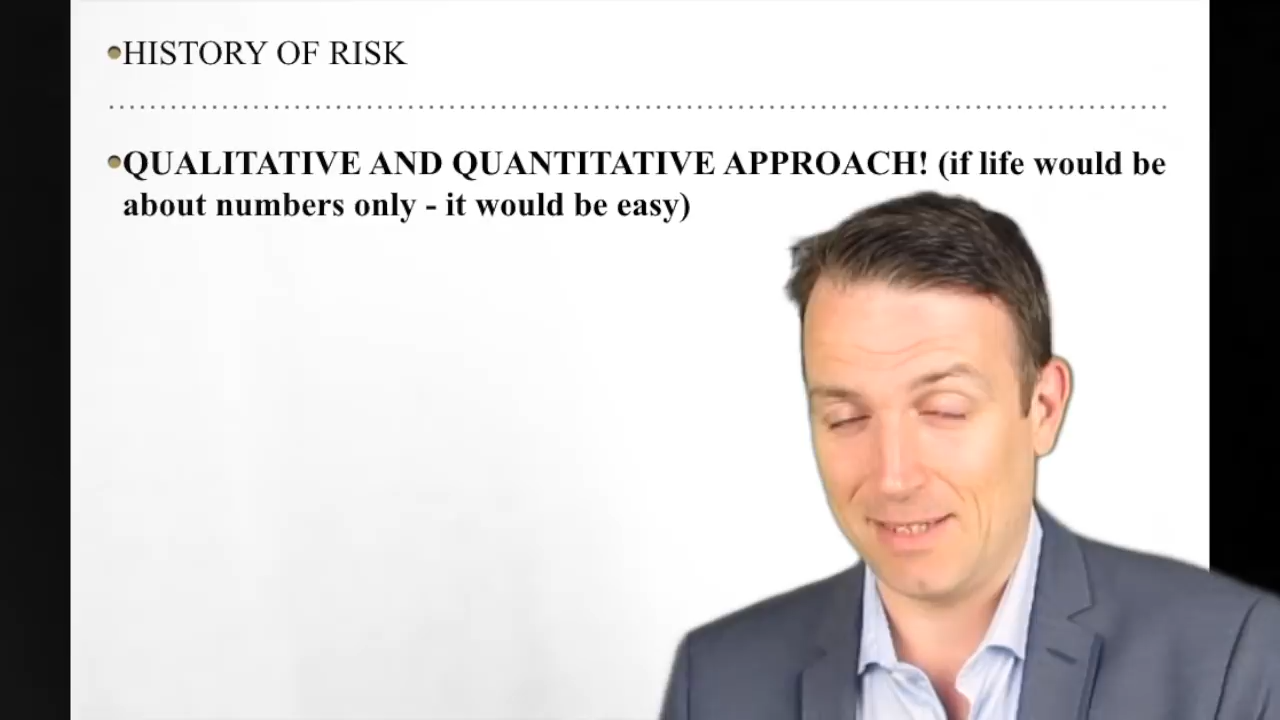 •HISTORY OF RISK
•QUALITATIVE AND QUANTITATIVE APPROACH! (if life would be
about numbers only - it would be easy)